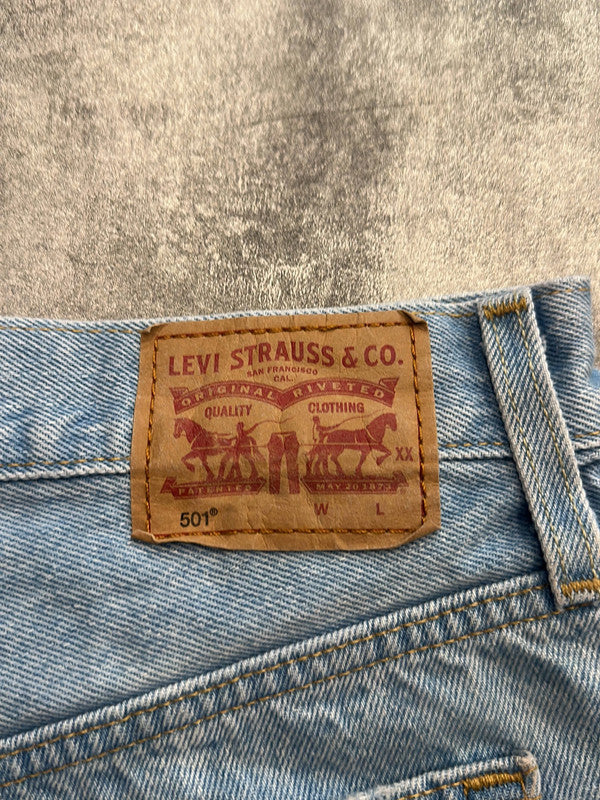 LEVI STRAUSS & CO.
SAN FRANCISCO
CAL.
ORIGINAL RIVETED
QUALITY CLOTHING
XX
PATENTED MAY 20 1873
501® W L